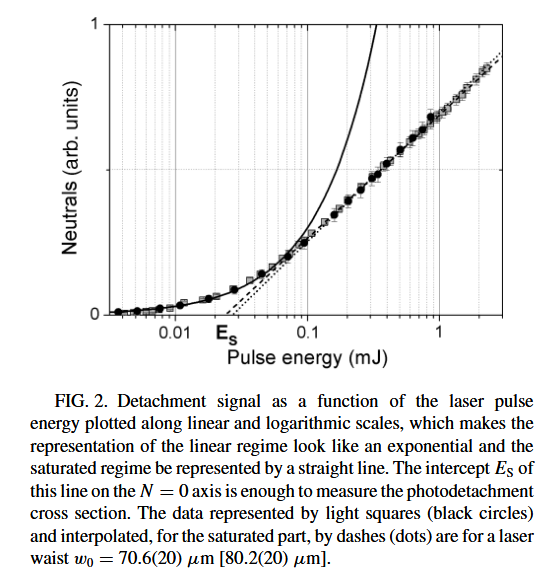 1
Neutrals (arb. units)
0
0.01 Eₛ 0.1 1
Pulse energy (mJ)
FIG. 2. Detachment signal as a function of the laser pulse
energy plotted along linear and logarithmic scales, which makes the
representation of the linear regime look like an exponential and the
saturated regime be represented by a straight line. The intercept Eₛ of
this line on the N = 0 axis is enough to measure the photodetachment
cross section. The data represented by light squares (black circles)
and interpolated, for the saturated part, by dashes (dots) are for a laser
waist w₀ = 70.6(20) μm [80.2(20) μm].